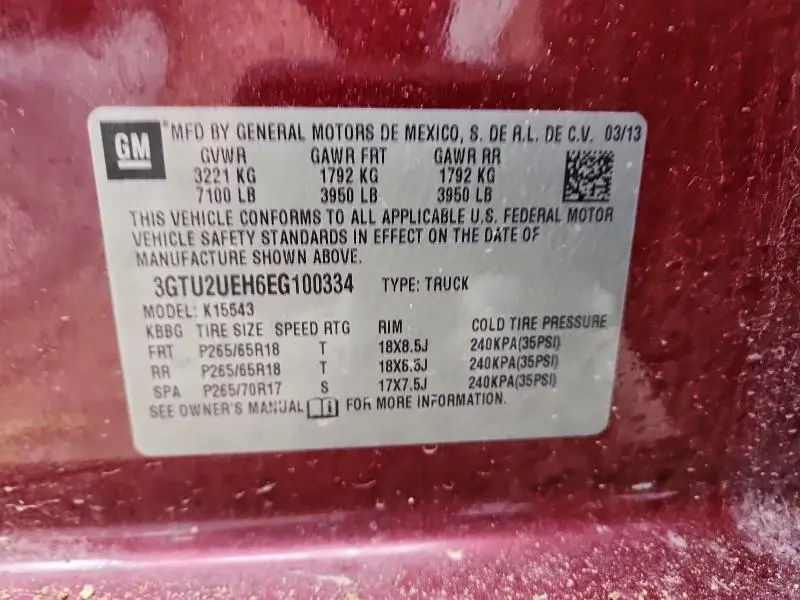 GM
*MFD BY GENERAL MOTORS DE MEXICO, S. DE R.L. DE C.V. 03/13
GVWR GAWR FRT GAWR RR
3221 KG 1792 KG 1792 KG
7100 LB 3950 LB 3950 LB
THIS VEHICLE CONFORMS TO ALL APPLICABLE U.S. FEDERAL MOTOR
VEHICLE SAFETY STANDARDS IN EFFECT ON THE DATE OF
MANUFACTURE SHOWN ABOVE.
3GTU2UEH6EG100334 TYPE: TRUCK
MODEL: K15543
KBBG TIRE SIZE SPEED RTG RIM COLD TIRE PRESSURE
FRT P265/65R18 T 18X8.5J 240KPA(35PSI)
RR P265/65R18 T 240KPA(35PSI)
SPA P265/70R17 S 17X7.5J 240KPA(35PSI)
SEE OWNER'S MANUAL FOR MORE INFORMATION.